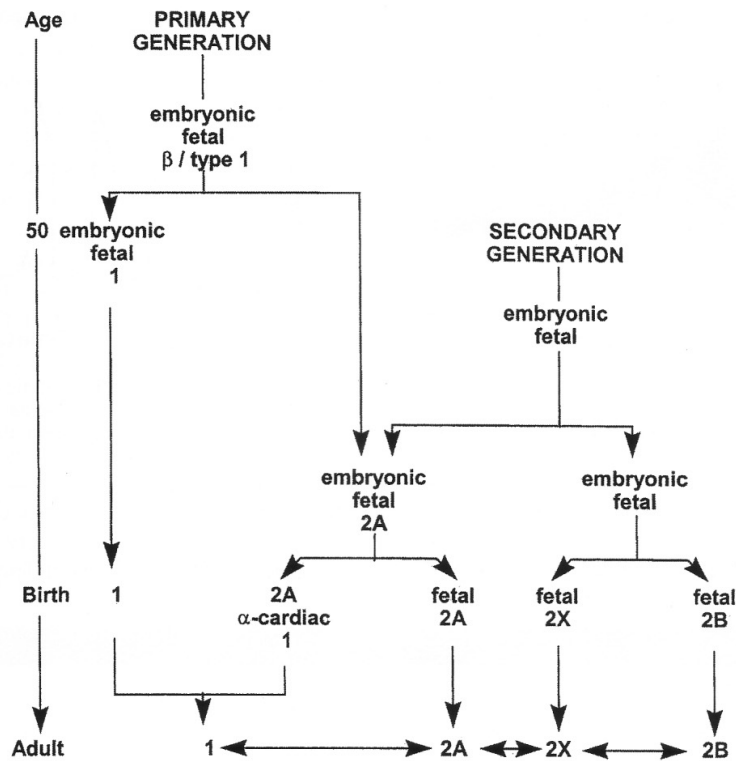 Age
PRIMARY
GENERATION
embryonic
fetal
β / type 1
50
embryonic
fetal
1
SECONDARY
GENERATION
embryonic
fetal
embryonic
fetal
2A
embryonic
fetal
Birth
1
2A
α-cardiac
1
fetal
2A
fetal
2X
fetal
2B
Adult
1
2A
2X
2B